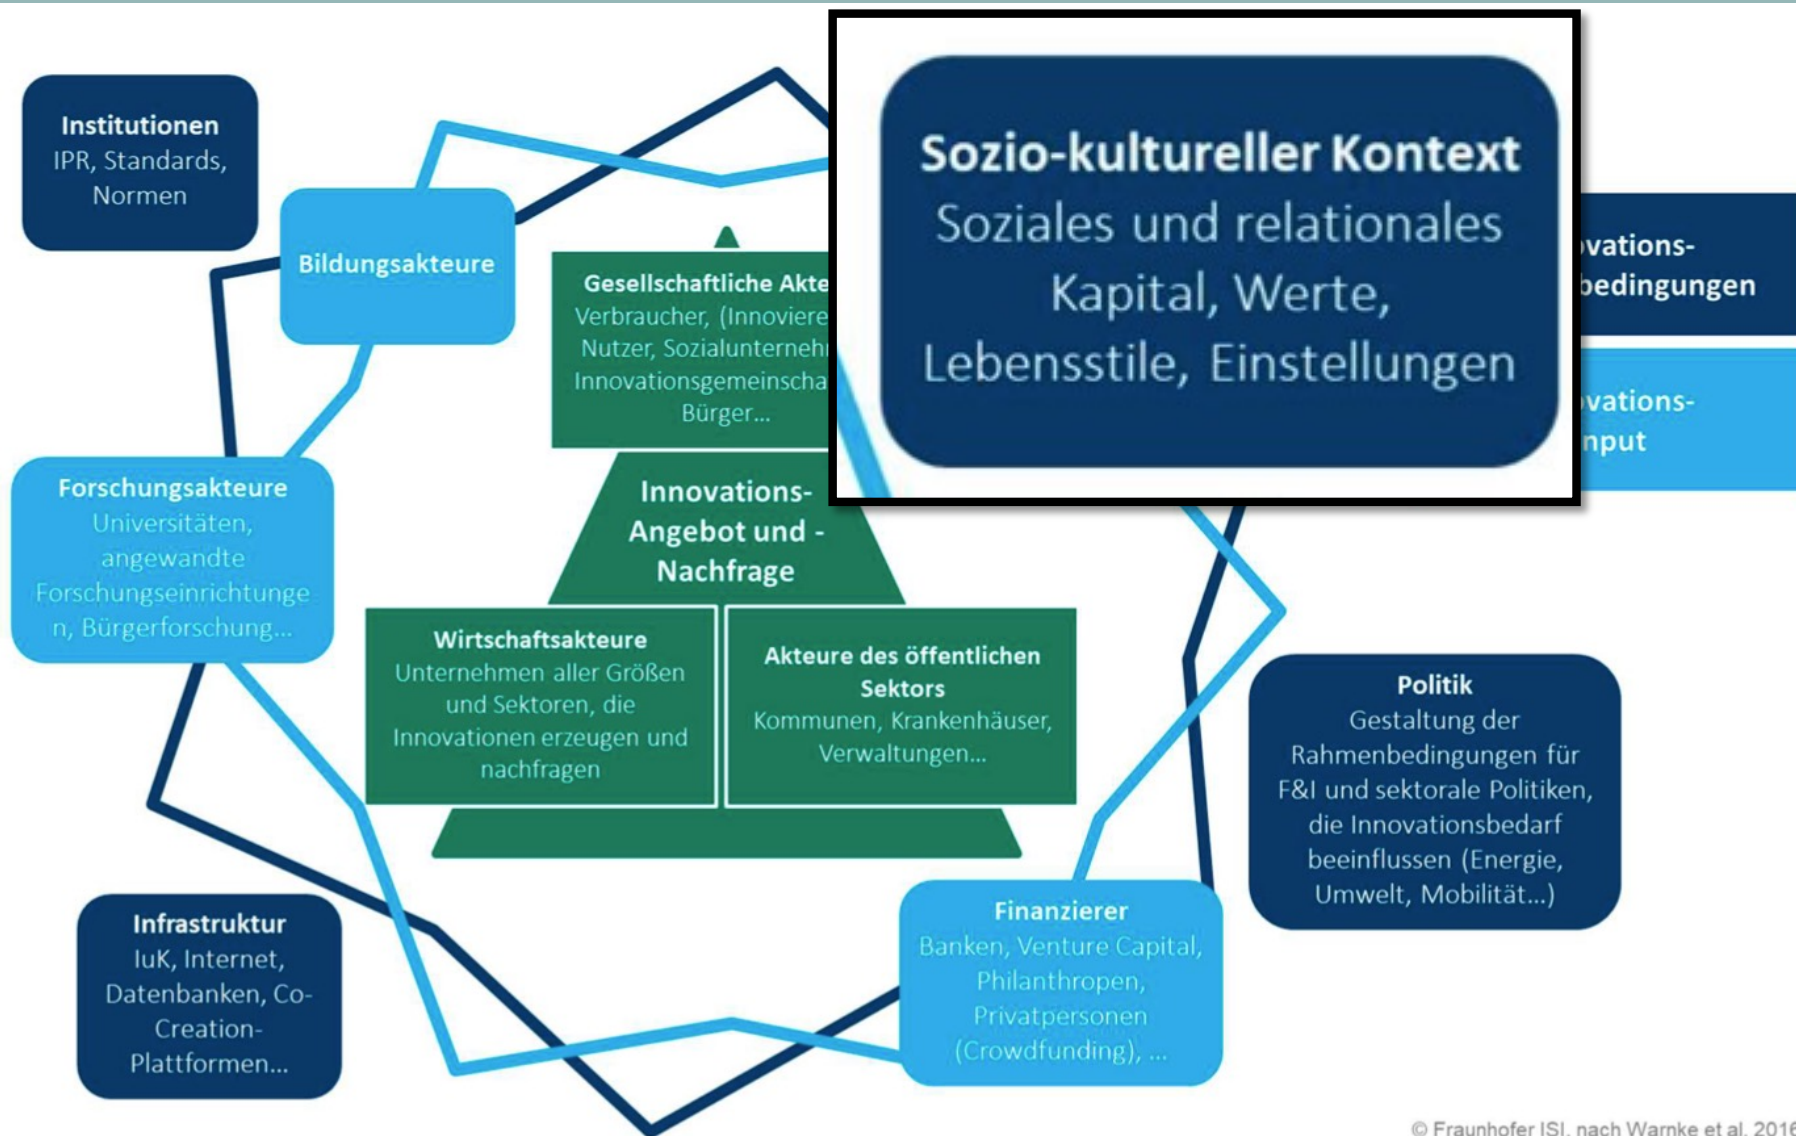 Institutionen
IPR, Standards,
Normen
Bildungsakteure
Sozio-kultureller Kontext
Soziales und relationales
Kapital, Werte,
Lebensstile, Einstellungen
Gesellschaftliche Akte
Verbraucher, (Innoviere
Nutzer, Sozialunterneh
Innovationsgemeinscha
Bürger...
ovations-
bedingungen
ovations-
nput
Forschungsakteure
Universitäten,
angewandte
Forschungseinrichtunge
n, Bürgerforschung...
Innovations-
Angebot und -
Nachfrage
Wirtschaftsakteure
Unternehmen aller Größen
und Sektoren, die
Innovationen erzeugen und
nachfragen
Akteure des öffentlichen
Sektors
Kommunen, Krankenhäuser,
Verwaltungen...
Politik
Gestaltung der
Rahmenbedingungen für
F&I und sektorale Politiken,
die Innovationsbedarf
beeinflussen (Energie,
Umwelt, Mobilität...)
Infrastruktur
IuK, Internet,
Datenbanken, Co-
Creation-
Plattformen...
Finanzierer
Banken, Venture Capital,
Philanthropen,
Privatpersonen
(Crowdfunding), ...
© Fraunhofer ISI, nach Warnke et al. 2016